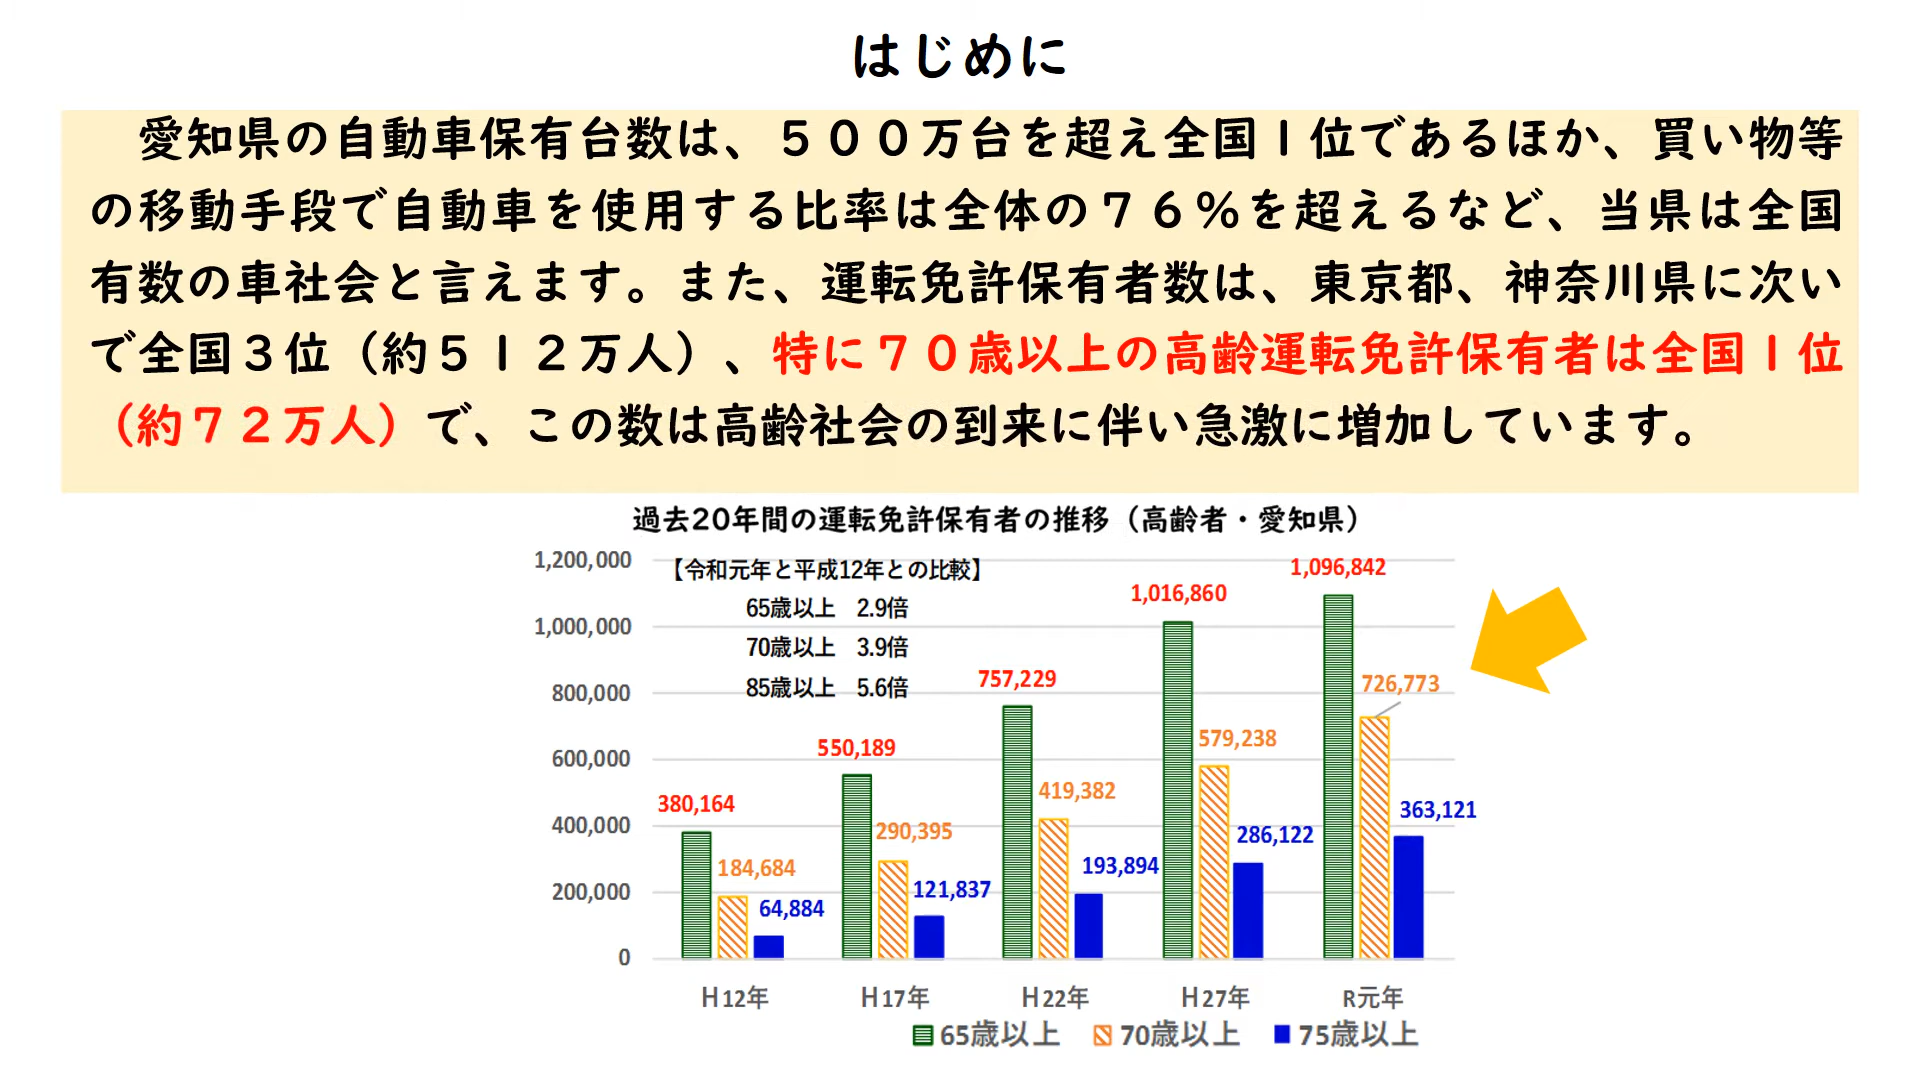 はじめに
　愛知県の自動車保有台数は、５００万台を超え全国１位であるほか、買い物等
の移動手段で自動車を使用する比率は全体の７６％を超えるなど、当県は全国
有数の車社会と言えます。また、運転免許保有者数は、東京都、神奈川県に次い
で全国３位（約５１２万人）、特に７０歳以上の高齢運転免許保有者は全国１位
（約７２万人）で、この数は高齢社会の到来に伴い急激に増加しています。
過去20年間の運転免許保有者の推移（高齢者・愛知県）
【令和元年と平成12年との比較】
65歳以上　2.9倍
70歳以上　3.9倍
85歳以上　5.6倍
1,200,000
1,000,000
800,000
600,000
400,000
200,000
0
380,164
184,684
64,884
550,189
290,395
121,837
757,229
419,382
193,894
1,016,860
579,238
286,122
1,096,842
726,773
363,121
Ｈ12年
Ｈ17年
Ｈ22年
Ｈ27年
R元年
65歳以上
70歳以上
75歳以上